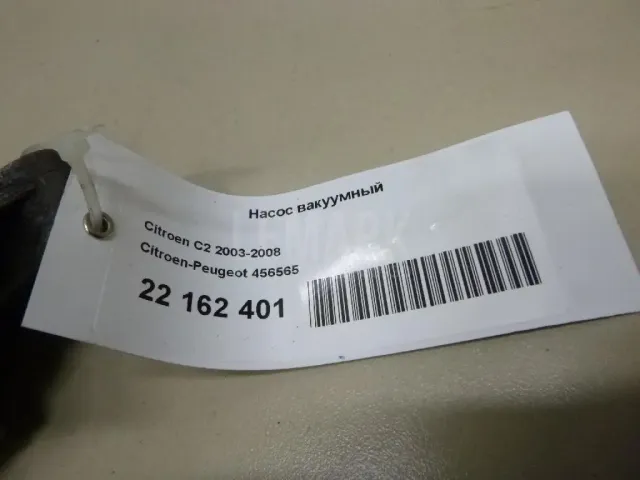 Насос вакуумный
Citroen C2 2003-2008
Citroen-Peugeot 456565
22 162 401